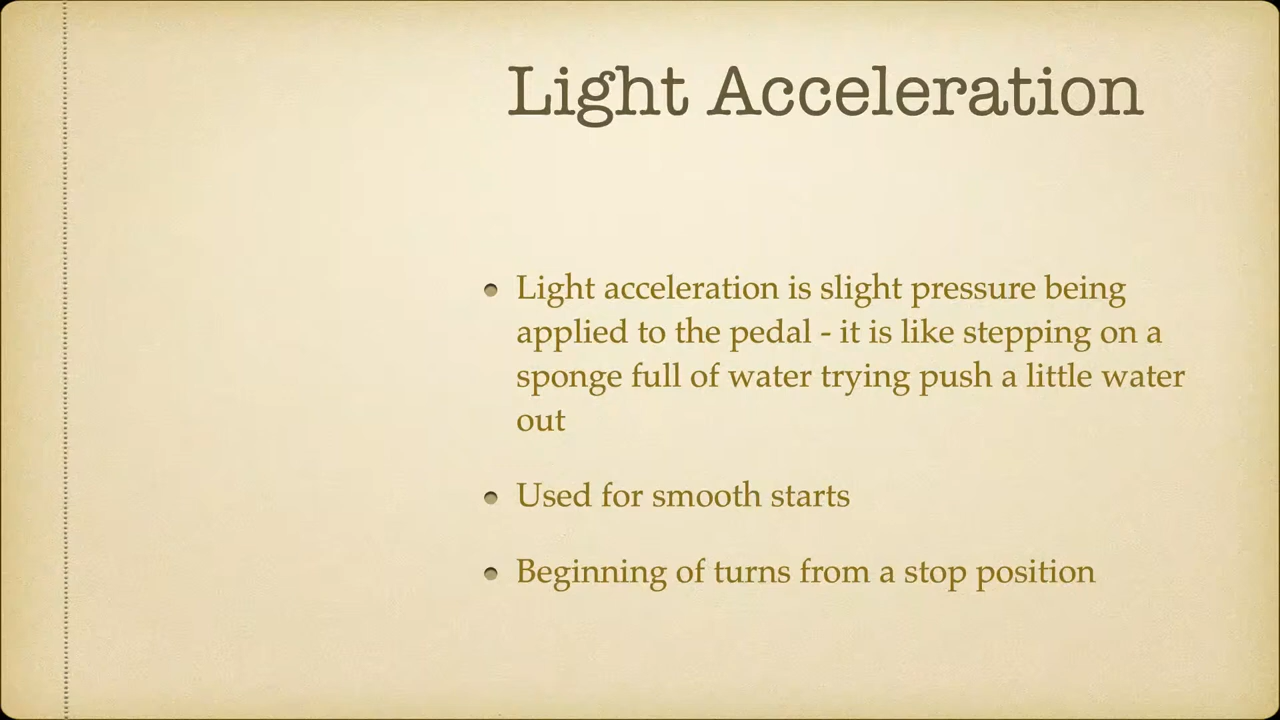 Light Acceleration
Light acceleration is slight pressure being
applied to the pedal - it is like stepping on a
sponge full of water trying push a little water
out
Used for smooth starts
Beginning of turns from a stop position